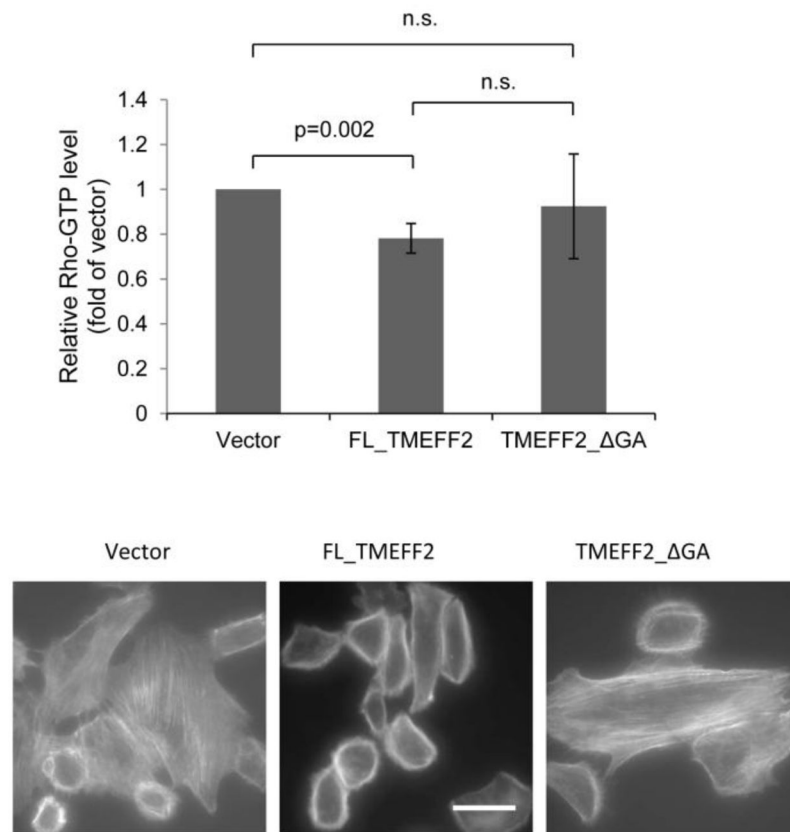 n.s.
n.s.
p=0.002
1.4
1.2
1
0.8
0.6
0.4
0.2
0
Relative Rho-GTP level
(fold of vector)
Vector
FL_TMEFF2
TMEFF2_ΔGA
Vector
FL_TMEFF2
TMEFF2_ΔGA